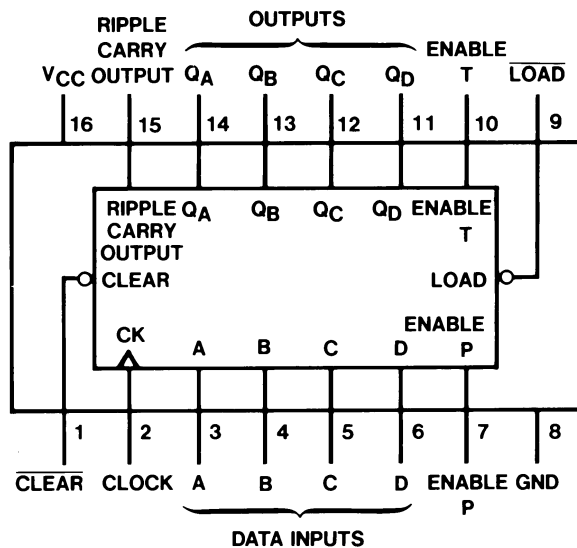 OUTPUTS
RIPPLE
CARRY
OUTPUT
ENABLE
T
VCC QA QB QC QD LOAD
16 15 14 13 12 11 10 9
RIPPLE
CARRY
OUTPUT
QA QB QC QD ENABLE
T
CLEAR LOAD
CK ENABLE
P
A B C D
1 2 3 4 5 6 7 8
CLEAR CLOCK A B C D ENABLE GND
P
DATA INPUTS